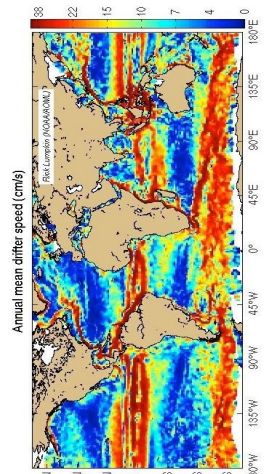 Annual mean drifter speed (cm/s)
38
22
15
10
7
4
0
Rick Lumpkin (NOAA/AOML)
135°W
90°W
45°W
0°
45°E
90°E
135°E
180°E